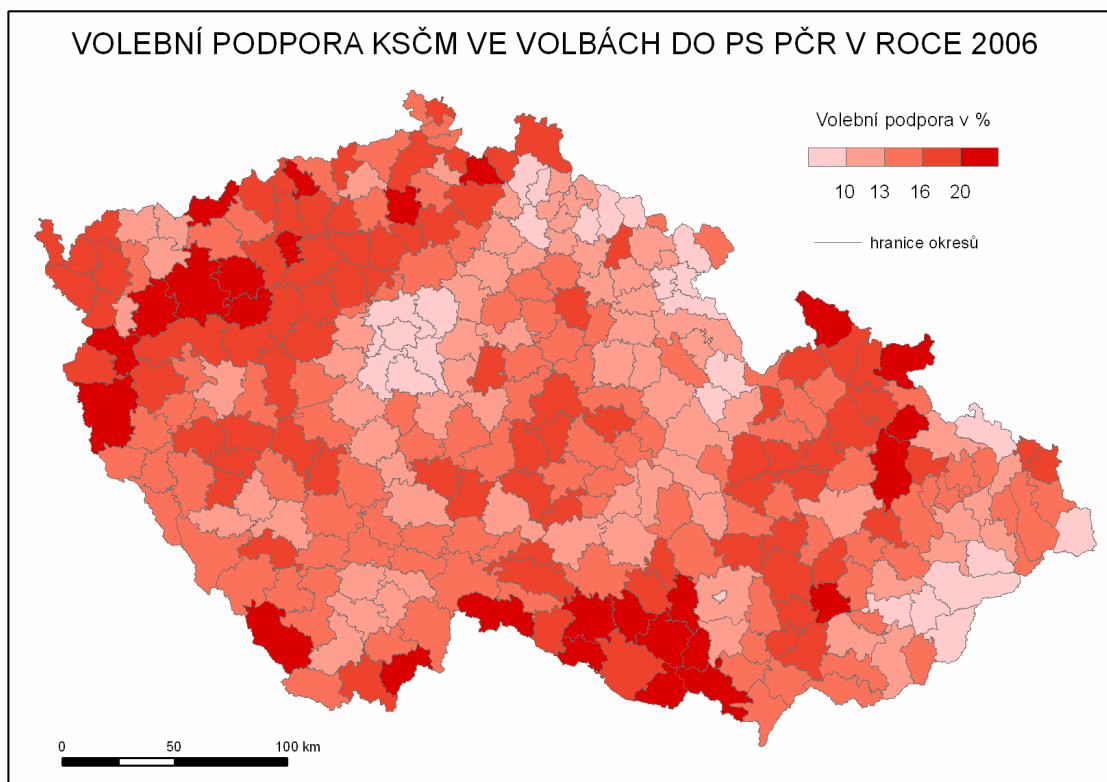 VOLEBNÍ PODPORA KSČM VE VOLBÁCH DO PS PČR V ROCE 2006
Volební podpora v %
10 13 16 20
hranice okresů
0 50 100 km